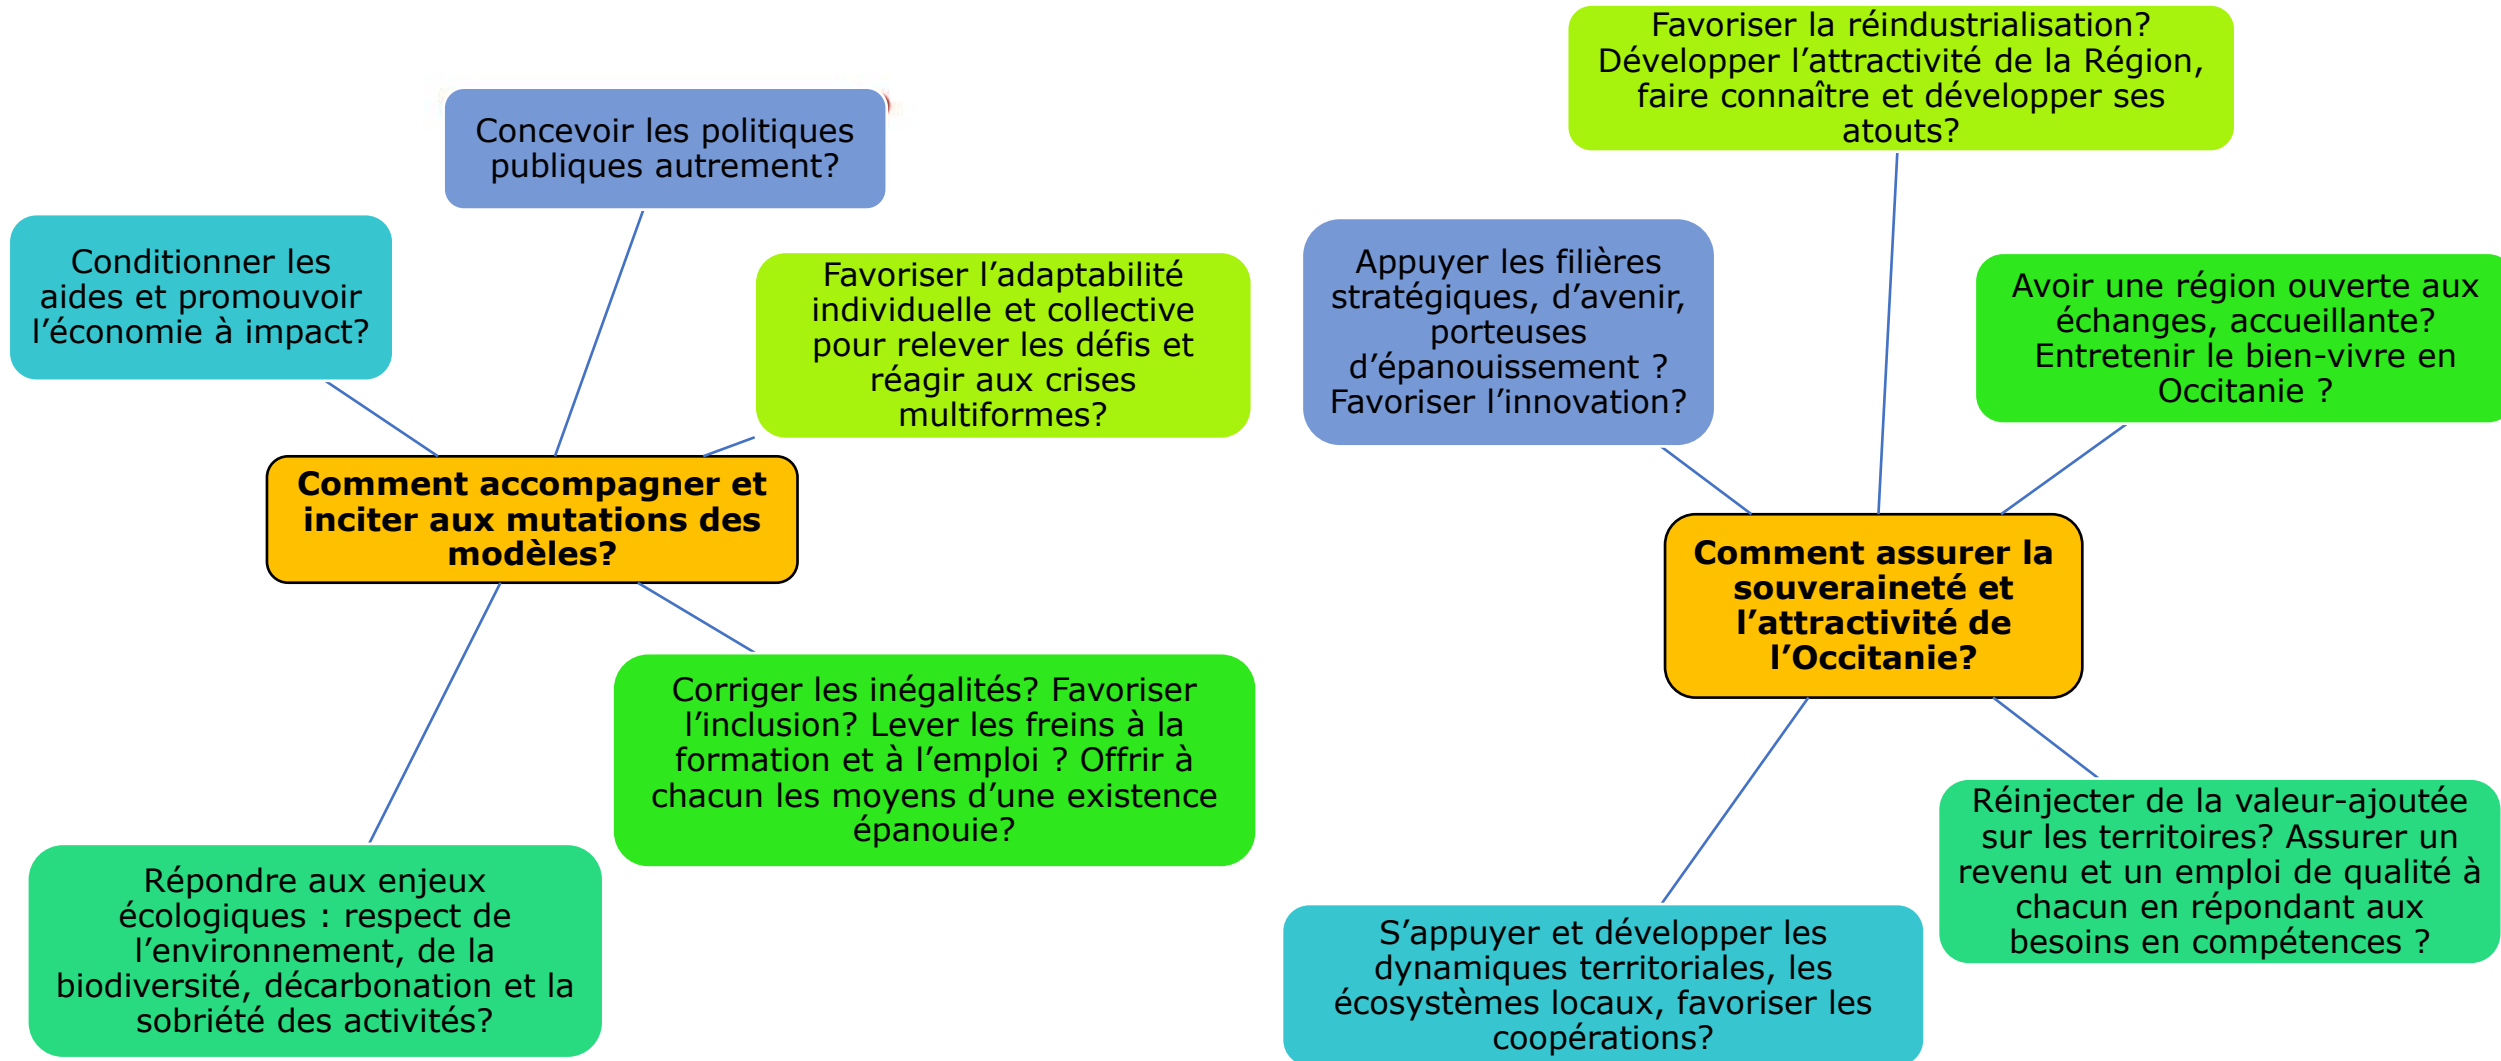 Concevoir les politiques
publiques autrement?
Conditionner les
aides et promouvoir
l’économie à impact?
Favoriser l’adaptabilité
individuelle et collective
pour relever les défis et
réagir aux crises
multiformes?
Comment accompagner et
inciter aux mutations des
modèles?
Corriger les inégalités? Favoriser
l’inclusion? Lever les freins à la
formation et à l’emploi ? Offrir à
chacun les moyens d’une existence
épanouie?
Répondre aux enjeux
écologiques : respect de
l’environnement, de la
biodiversité, décarbonation et la
sobriété des activités?
Favoriser la réindustrialisation?
Développer l’attractivité de la Région,
faire connaître et développer ses
atouts?
Appuyer les filières
stratégiques, d’avenir,
porteuses
d’épanouissement ?
Favoriser l’innovation?
Avoir une région ouverte aux
échanges, accueillante?
Entretenir le bien-vivre en
Occitanie ?
Comment assurer la
souveraineté et
l’attractivité de
l’Occitanie?
Réinjecter de la valeur-ajoutée
sur les territoires? Assurer un
revenu et un emploi de qualité à
chacun en répondant aux
besoins en compétences ?
S’appuyer et développer les
dynamiques territoriales, les
écosystèmes locaux, favoriser les
coopérations?